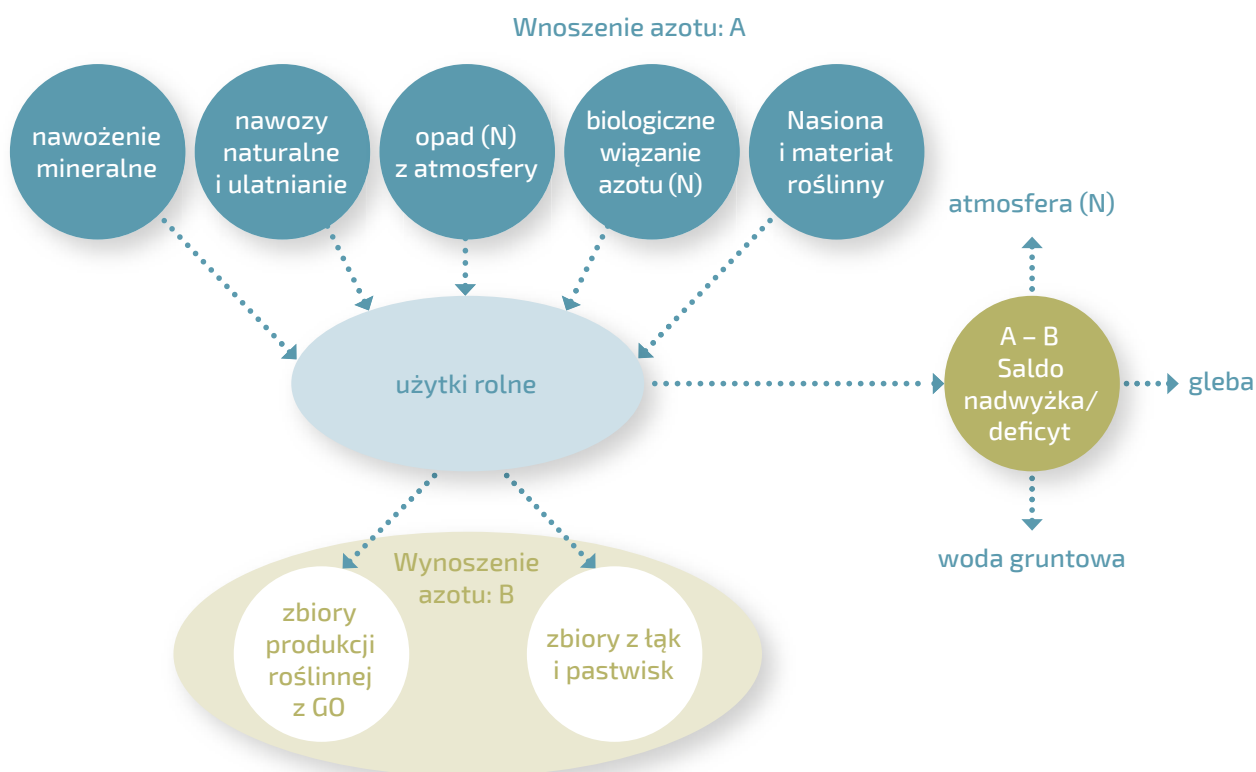 Wnoszenie azotu: A
nawożenie
mineralne
nawozy
naturalne
i ulatnianie
opad (N)
z atmosfery
biologiczne
wiązanie
azotu (N)
Nasiona
i materiał
roślinny
atmosfera (N)
użytki rolne
A – B
Saldo
nadwyżka/
deficyt
gleba
woda gruntowa
Wynoszenie
azotu: B
zbiory
produkcji
roślinnej
z GO
zbiory z łąk
i pastwisk